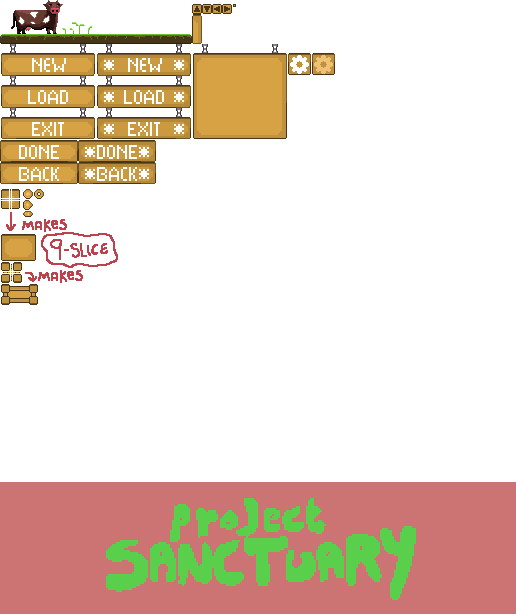 NEW NEW
LOAD LOAD
EXIT EXIT
DONE *DONE*
BACK *BACK*
MAKES
9-SLICE
MAKES
project
SANCTUARY